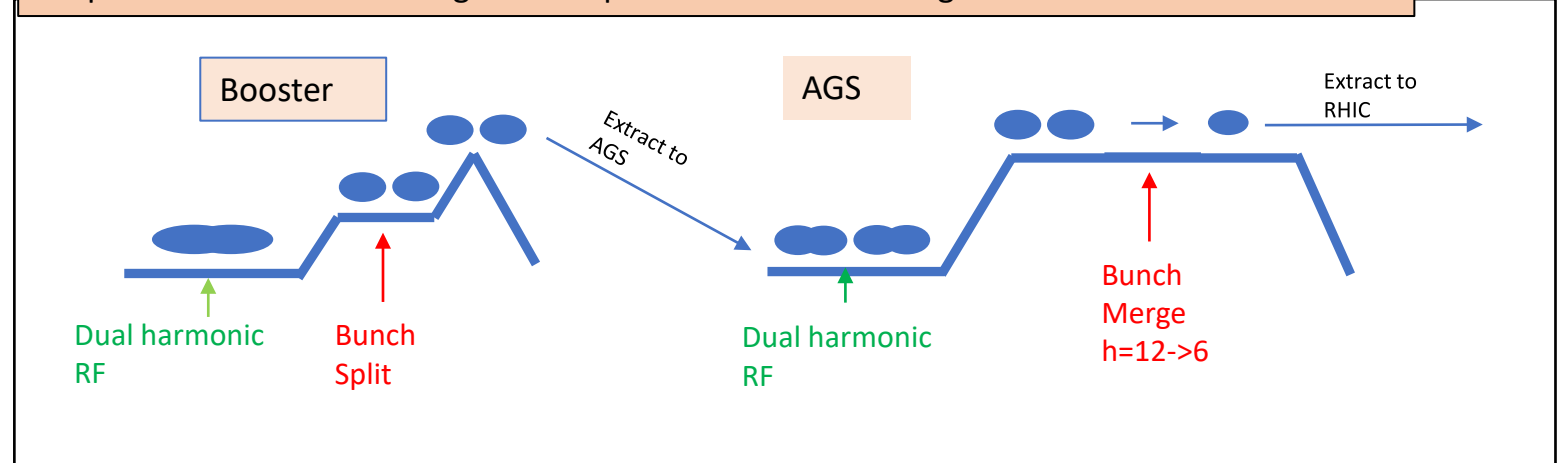 Booster
AGS
Extract to
AGS
Extract to
RHIC
Dual harmonic
RF
Bunch
Split
Dual harmonic
RF
Bunch
Merge
h=12->6